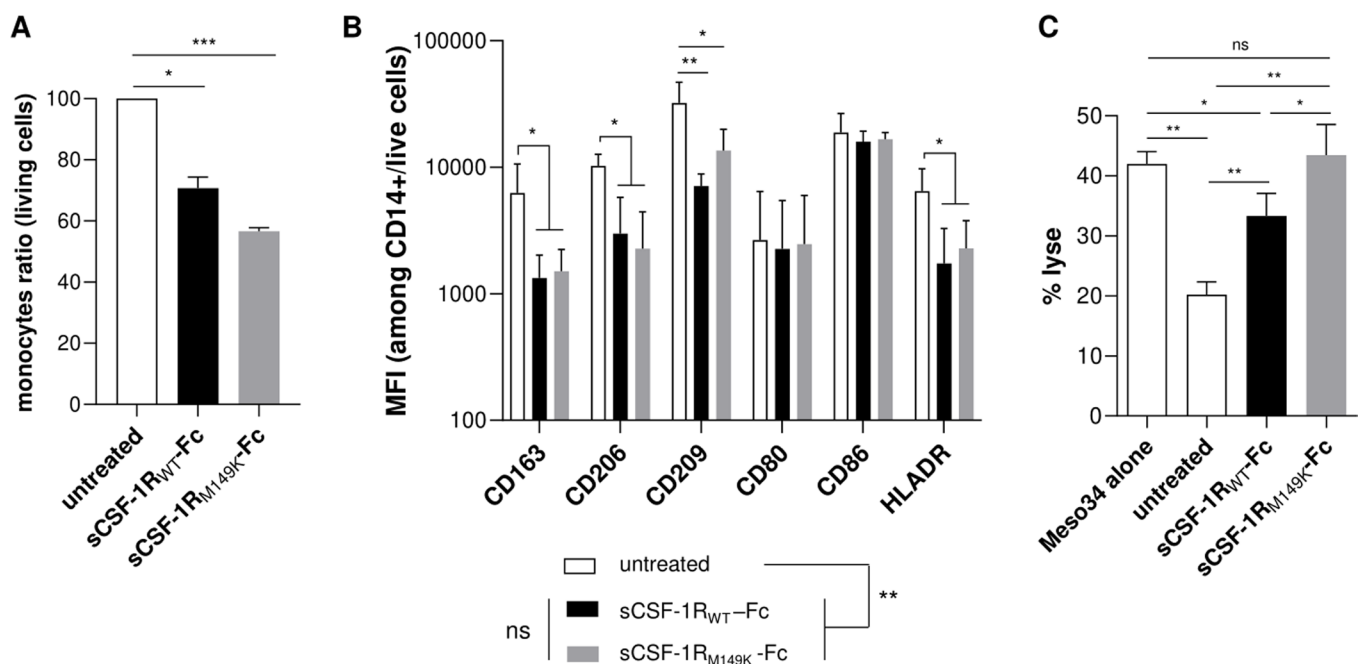 A
monocytes ratio (living cells)
100
80
60
40
20
0
***
*
untreated
sCSF-1RWT-Fc
sCSF-1RM149K-Fc
B
MFI (among CD14+/live cells)
100000
10000
1000
100
*
*
*
**
*
CD163
CD206
CD209
CD80
CD86
HLADR
untreated
sCSF-1RWT–Fc
sCSF-1RM149K-Fc
ns
**
C
% lyse
50
40
30
20
10
0
ns
**
*
*
**
**
Meso34 alone
untreated
sCSF-1RWT-Fc
sCSF-1RM149K-Fc